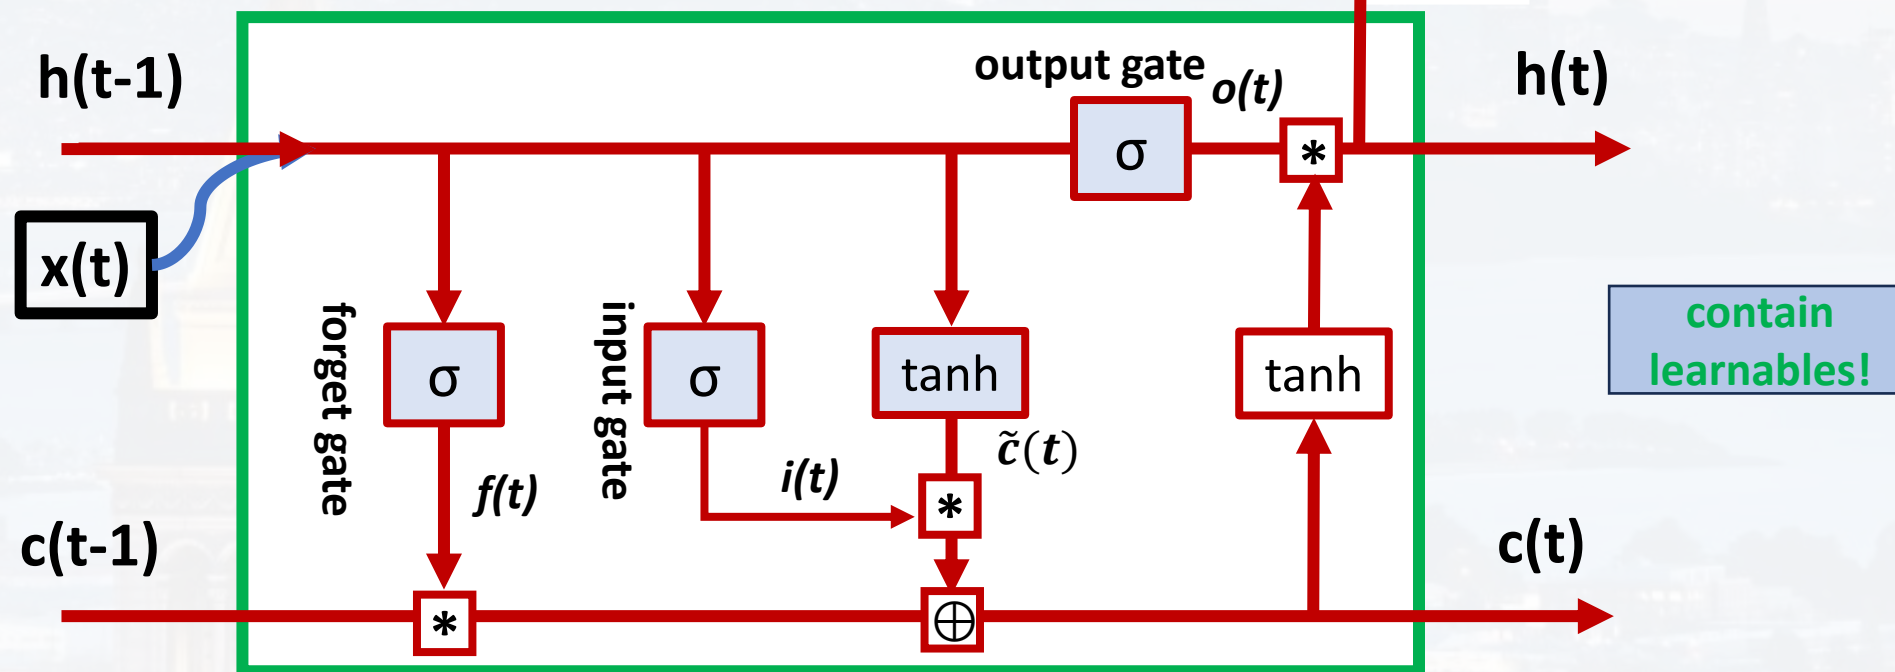 h(t-1)
output gate
o(t)
h(t)
σ
*
x(t)
forget gate
input gate
σ
σ
tanh
tanh
contain
learnables!
f(t)
i(t)
c̃(t)
*
c(t-1)
c(t)
*
⊕